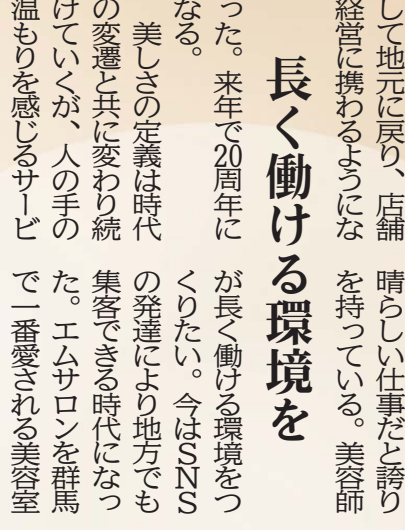 長く働ける環境を
して地元に戻り、店舗
経営に携わるようにな
った。来年で20周年に
なる。
　美しさの定義は時代
の変遷と共に変わり続
けていくが、人の手の
温もりを感じるサービ
晴らしい仕事だと誇り
を持っている。美容師
が長く働ける環境をつ
くりたい。今はSNS
の発達により地方でも
集客できる時代になっ
た。エムサロンを群馬
で一番愛される美容室